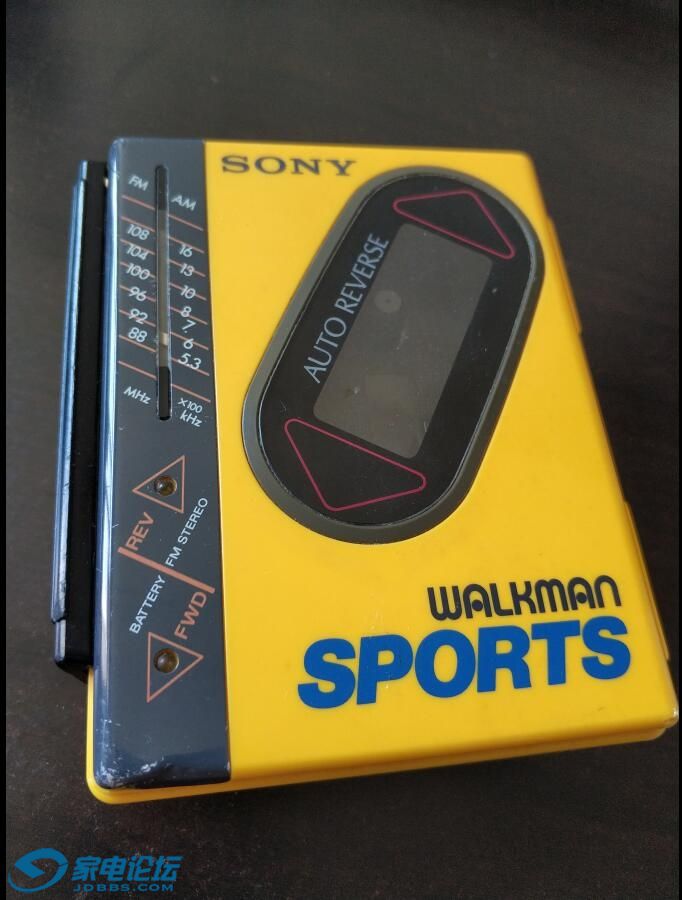 SONY
FM AM
108 16
104 13
100 10
96 8
92 7
88 6
5.3
MHz ×100 kHz
AUTO REVERSE
REV
BATTERY FM STEREO
FWD
WALKMAN
SPORTS
家电论坛
JDBBS.COM